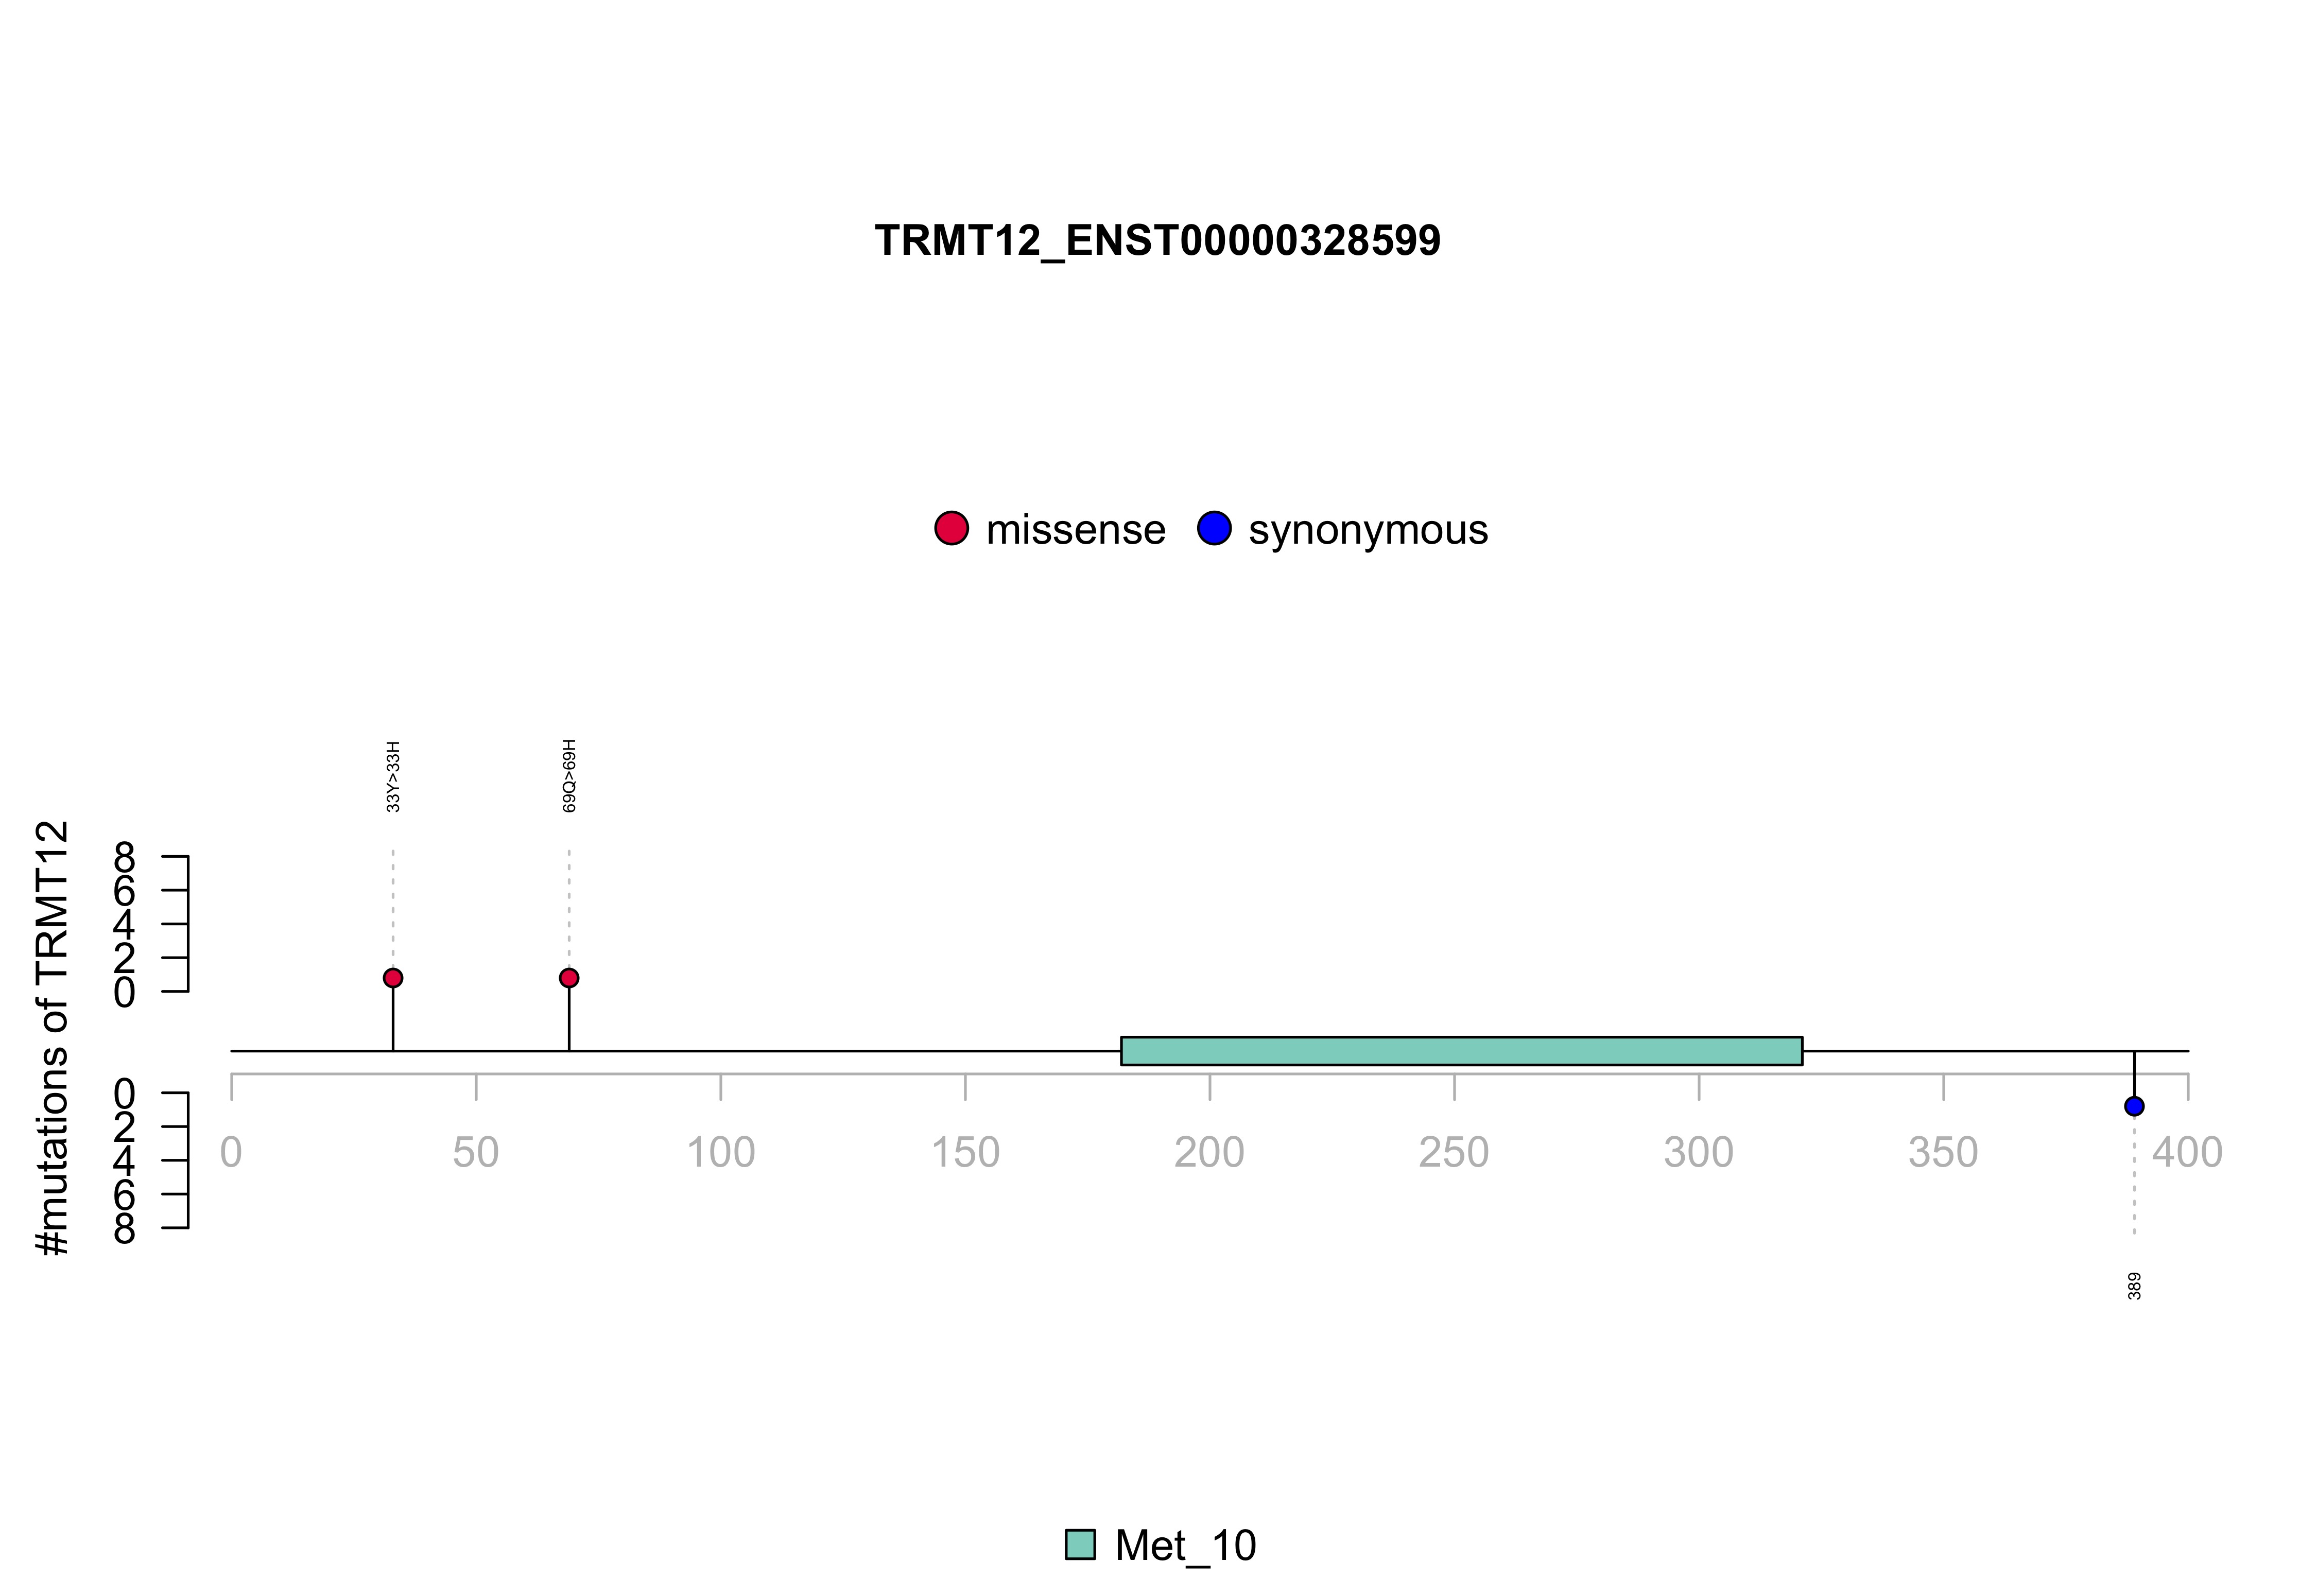 TRMT12_ENST00000328599
missense synonymous
33Y>33H
69Q>69H
#mutations of TRMT12
8
6
4
2
0
0
2
4
6
8
0 50 100 150 200 250 300 350 400
389
Met_10